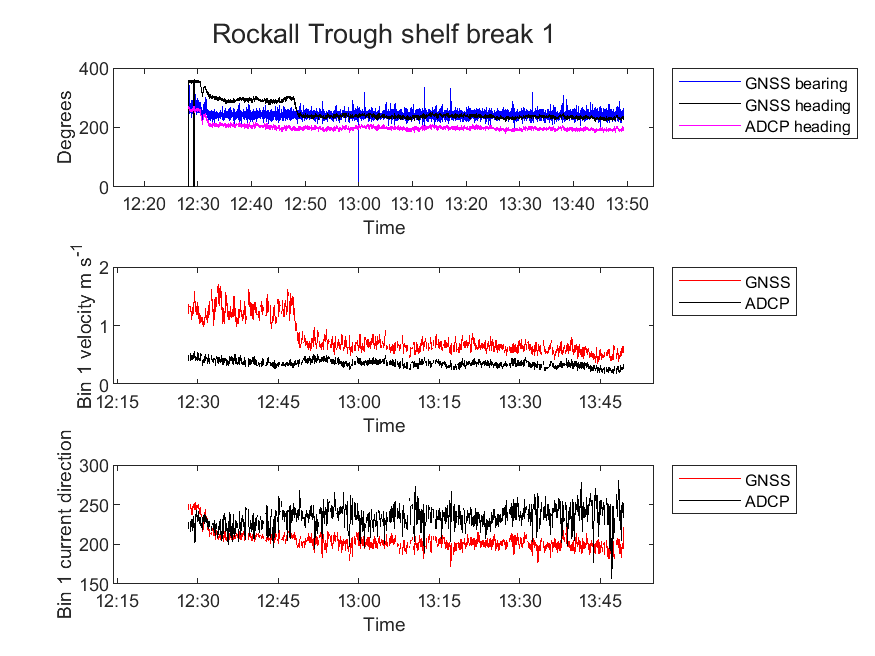 Rockall Trough shelf break 1
400
200
0
Degrees
12:20 12:30 12:40 12:50 13:00 13:10 13:20 13:30 13:40 13:50
Time
GNSS bearing
GNSS heading
ADCP heading
2
1
0
Bin 1 velocity m s-1
12:15 12:30 12:45 13:00 13:15 13:30 13:45
Time
GNSS
ADCP
300
250
200
150
Bin 1 current direction
12:15 12:30 12:45 13:00 13:15 13:30 13:45
Time
GNSS
ADCP